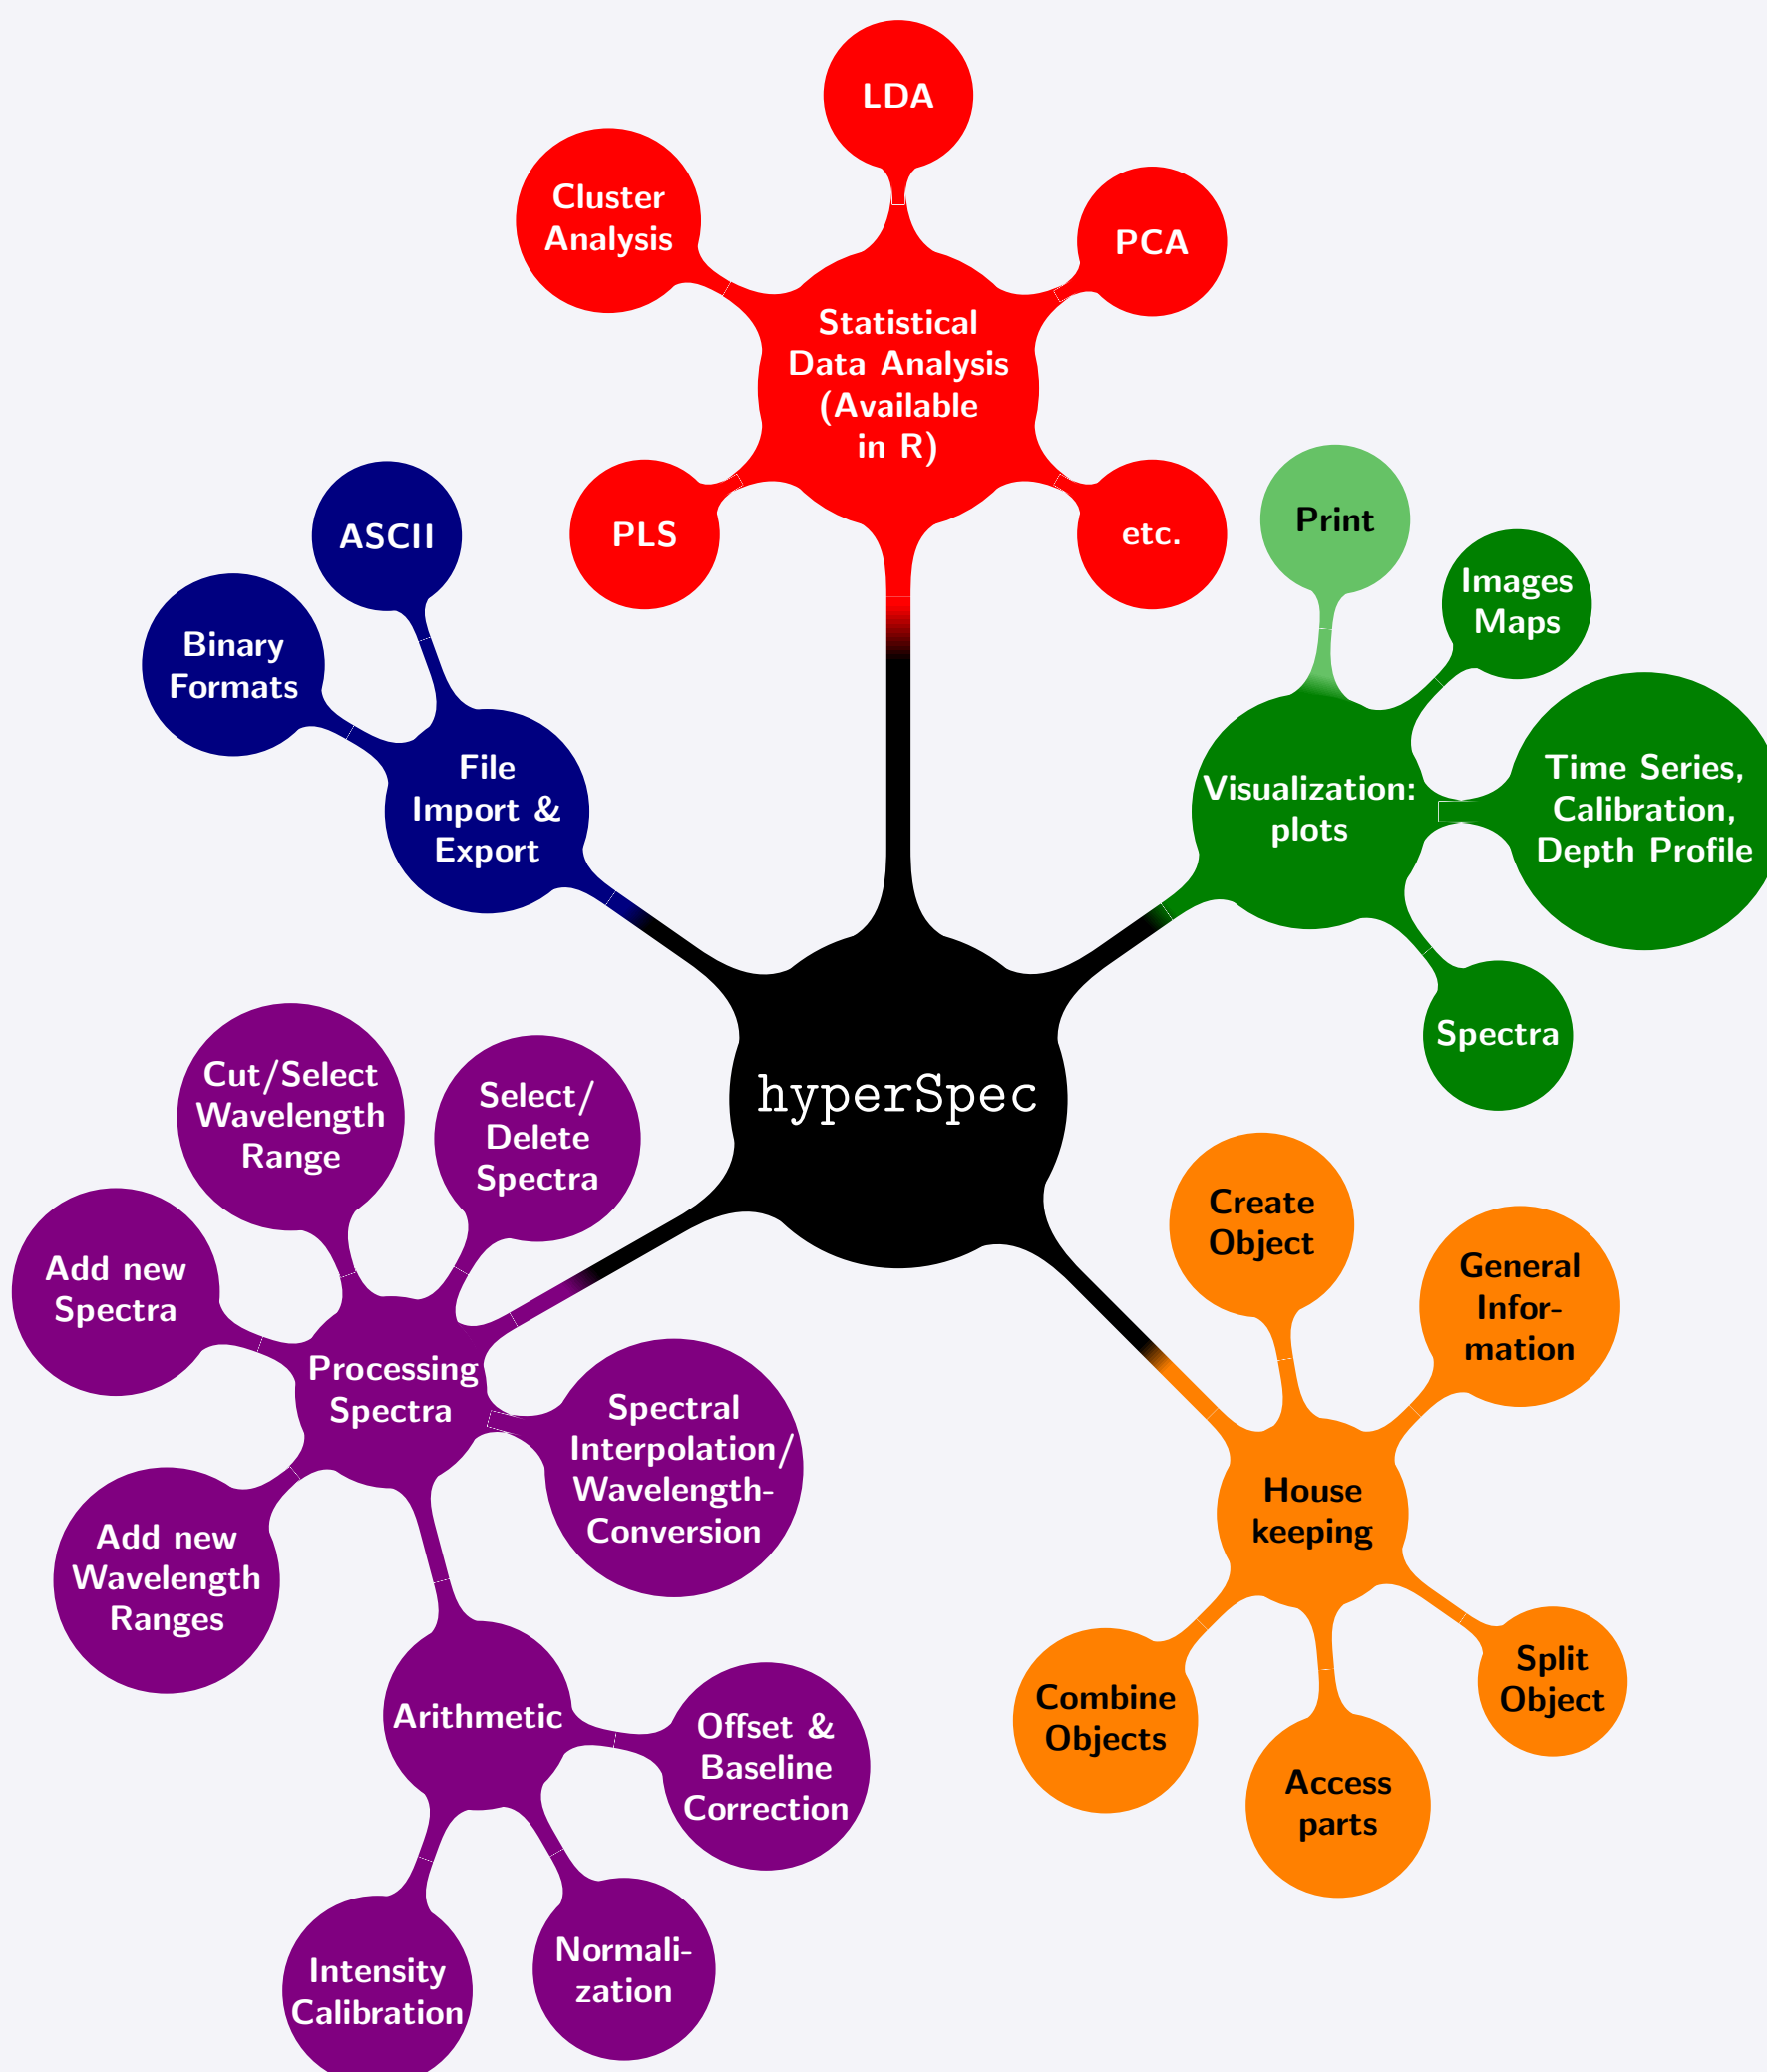 LDA
Cluster
Analysis
PCA
Statistical
Data Analysis
(Available
in R)
PLS
etc.
ASCII
Binary
Formats
File
Import &
Export
Print
Images
Maps
Visualization:
plots
Time Series,
Calibration,
Depth Profile
Spectra
hyperSpec
Cut/Select
Wavelength
Range
Select/
Delete
Spectra
Add new
Spectra
Processing
Spectra
Spectral
Interpolation/
Wavelength-
Conversion
Add new
Wavelength
Ranges
Arithmetic
Offset &
Baseline
Correction
Intensity
Calibration
Normali-
zation
Create
Object
General
Infor-
mation
House
keeping
Split
Object
Combine
Objects
Access
parts